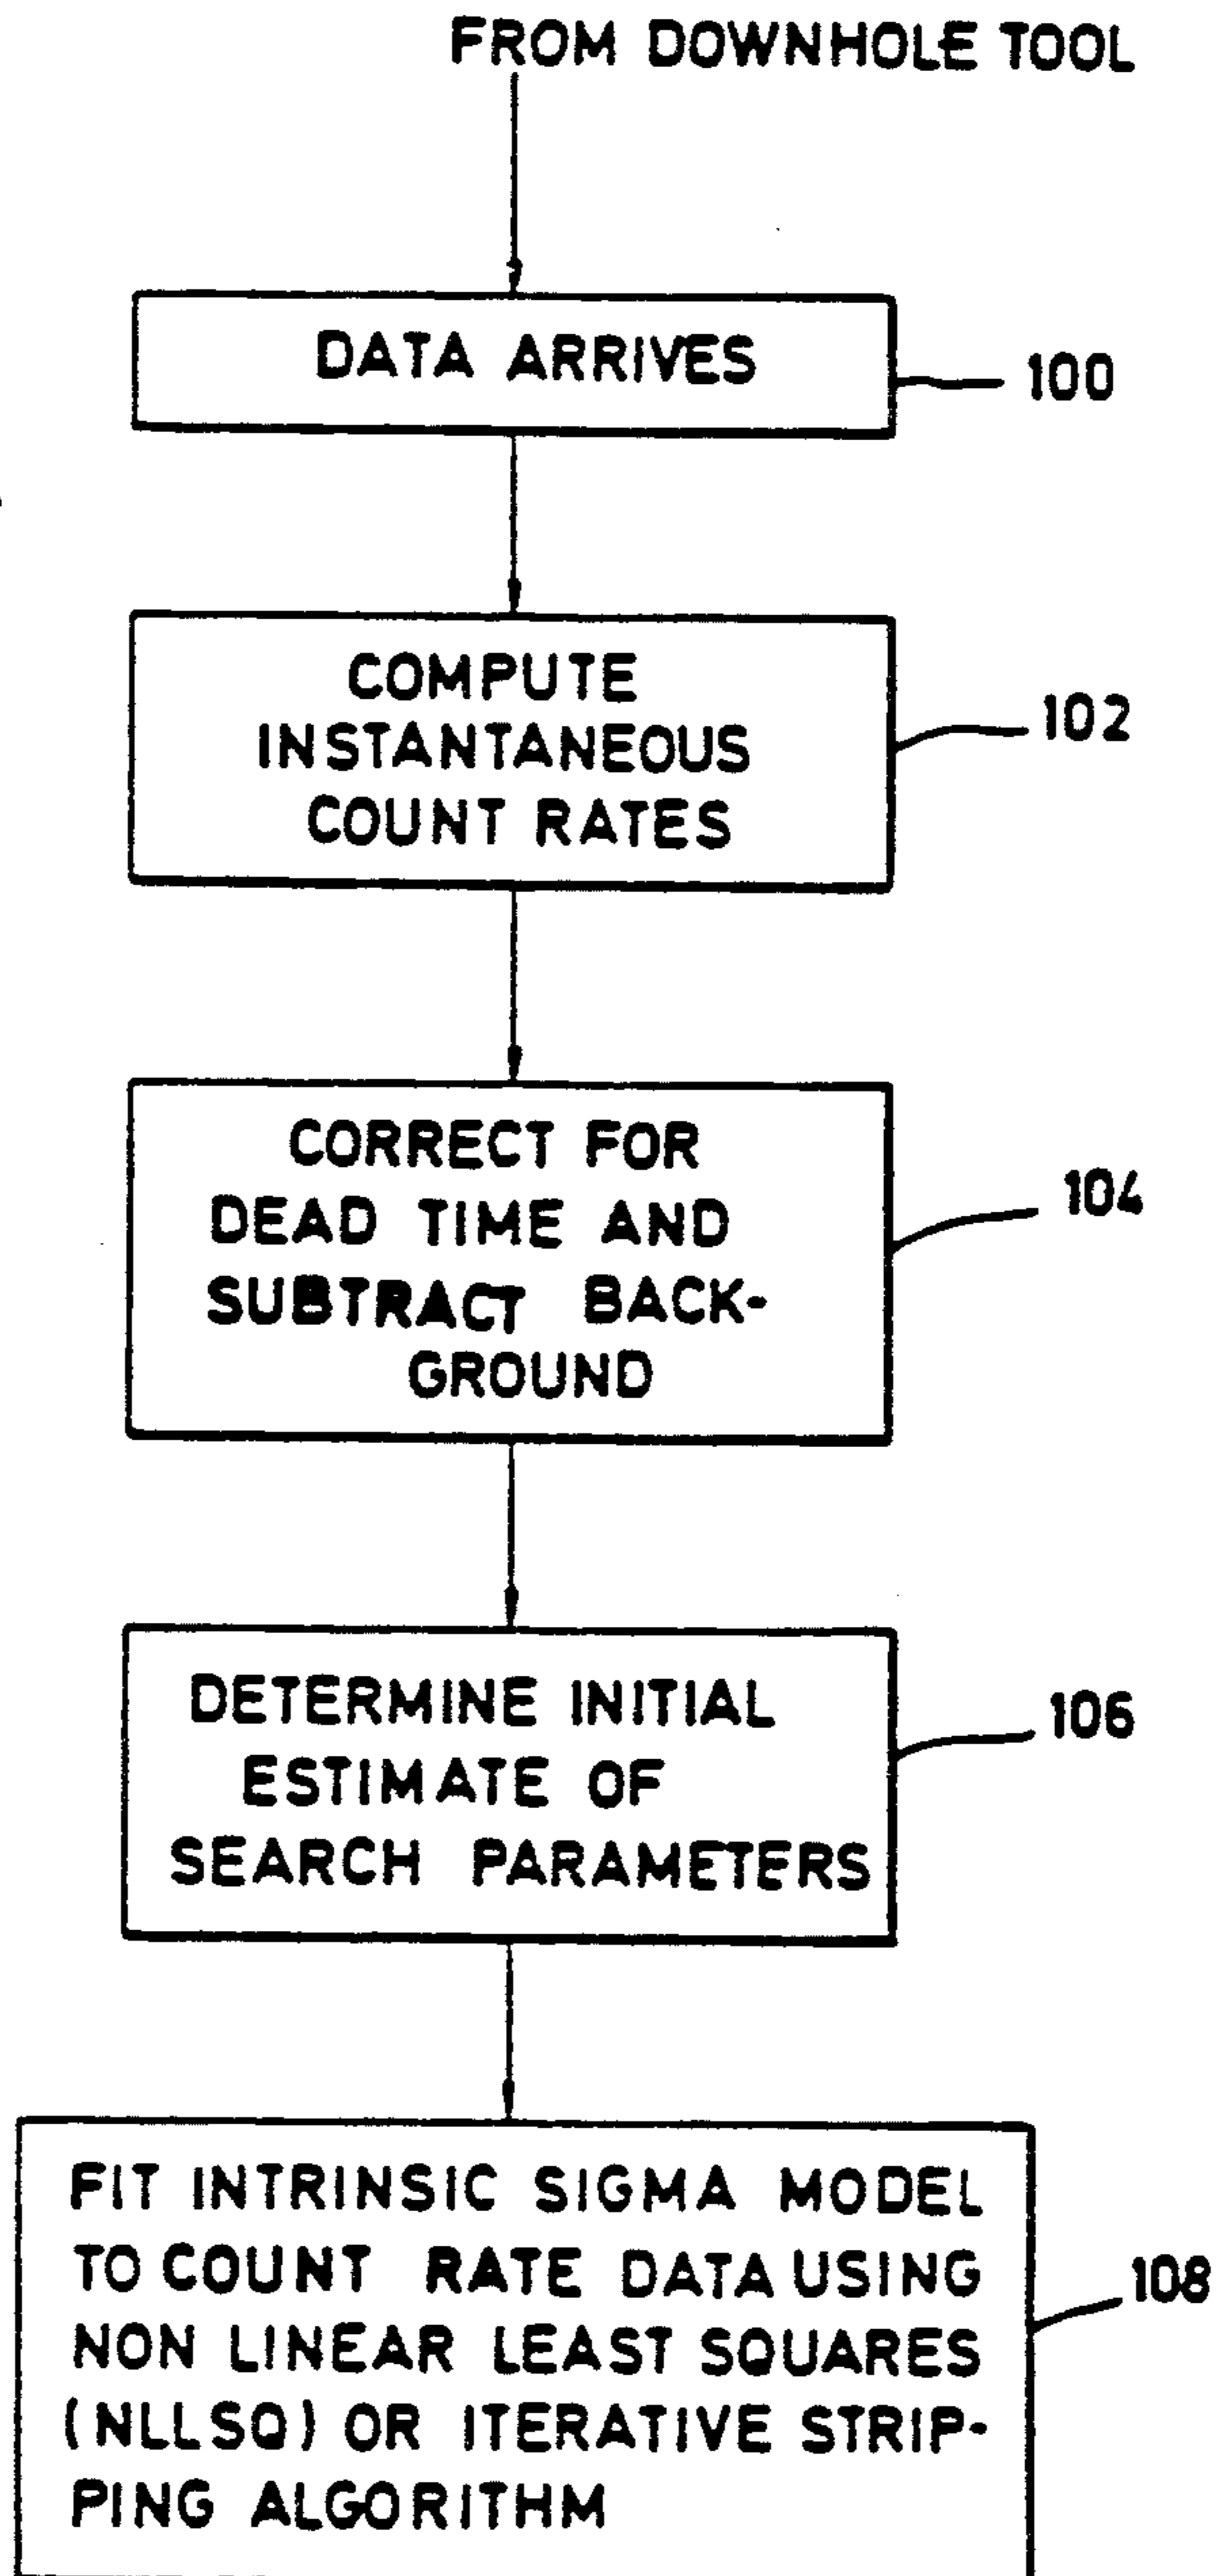 FROM DOWNHOLE TOOL
DATA ARRIVES
100
COMPUTE
INSTANTANEOUS
COUNT RATES
102
CORRECT FOR
DEAD TIME AND
SUBTRACT BACK-
GROUND
104
DETERMINE INITIAL
ESTIMATE OF
SEARCH PARAMETERS
106
FIT INTRINSIC SIGMA MODEL
TO COUNT RATE DATA USING
NON LINEAR LEAST SQUARES
(NLLSQ) OR ITERATIVE STRIP-
PING ALGORITHM
108